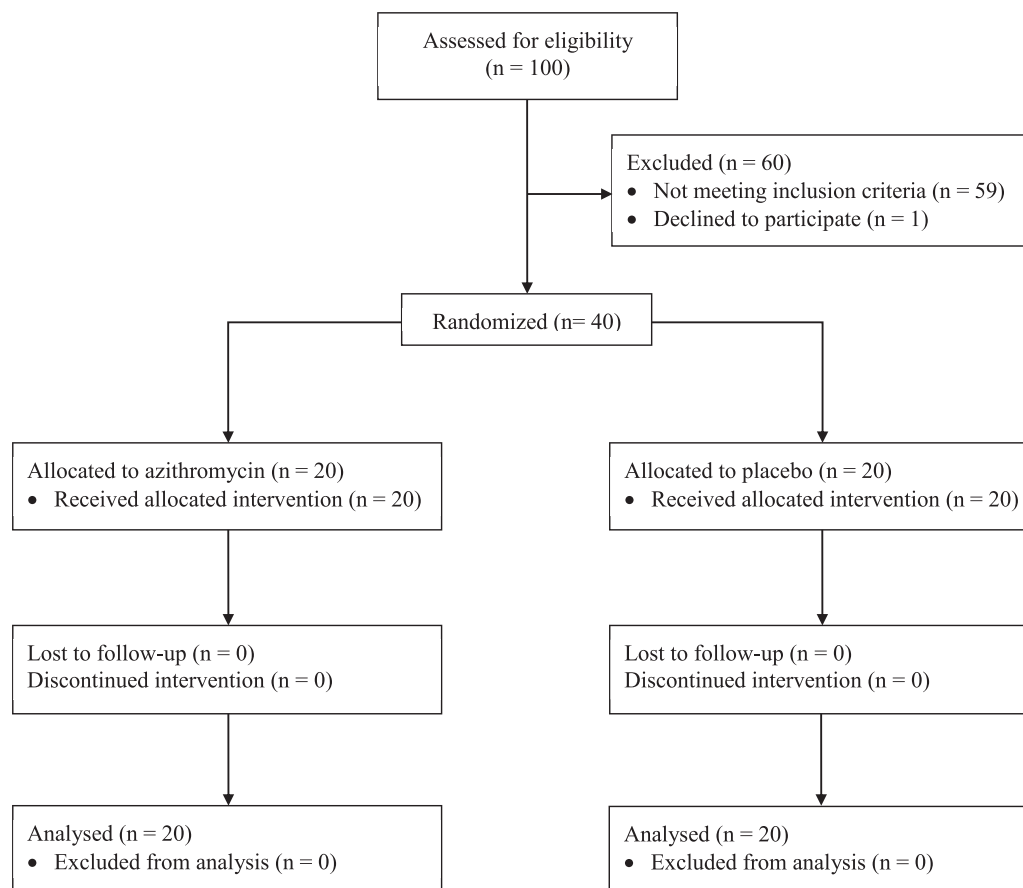 Assessed for eligibility
(n = 100)
Excluded (n = 60)
• Not meeting inclusion criteria (n = 59)
• Declined to participate (n = 1)
Randomized (n= 40)
Allocated to azithromycin (n = 20)
• Received allocated intervention (n = 20)
Allocated to placebo (n = 20)
• Received allocated intervention (n = 20)
Lost to follow-up (n = 0)
Discontinued intervention (n = 0)
Lost to follow-up (n = 0)
Discontinued intervention (n = 0)
Analysed (n = 20)
• Excluded from analysis (n = 0)
Analysed (n = 20)
• Excluded from analysis (n = 0)